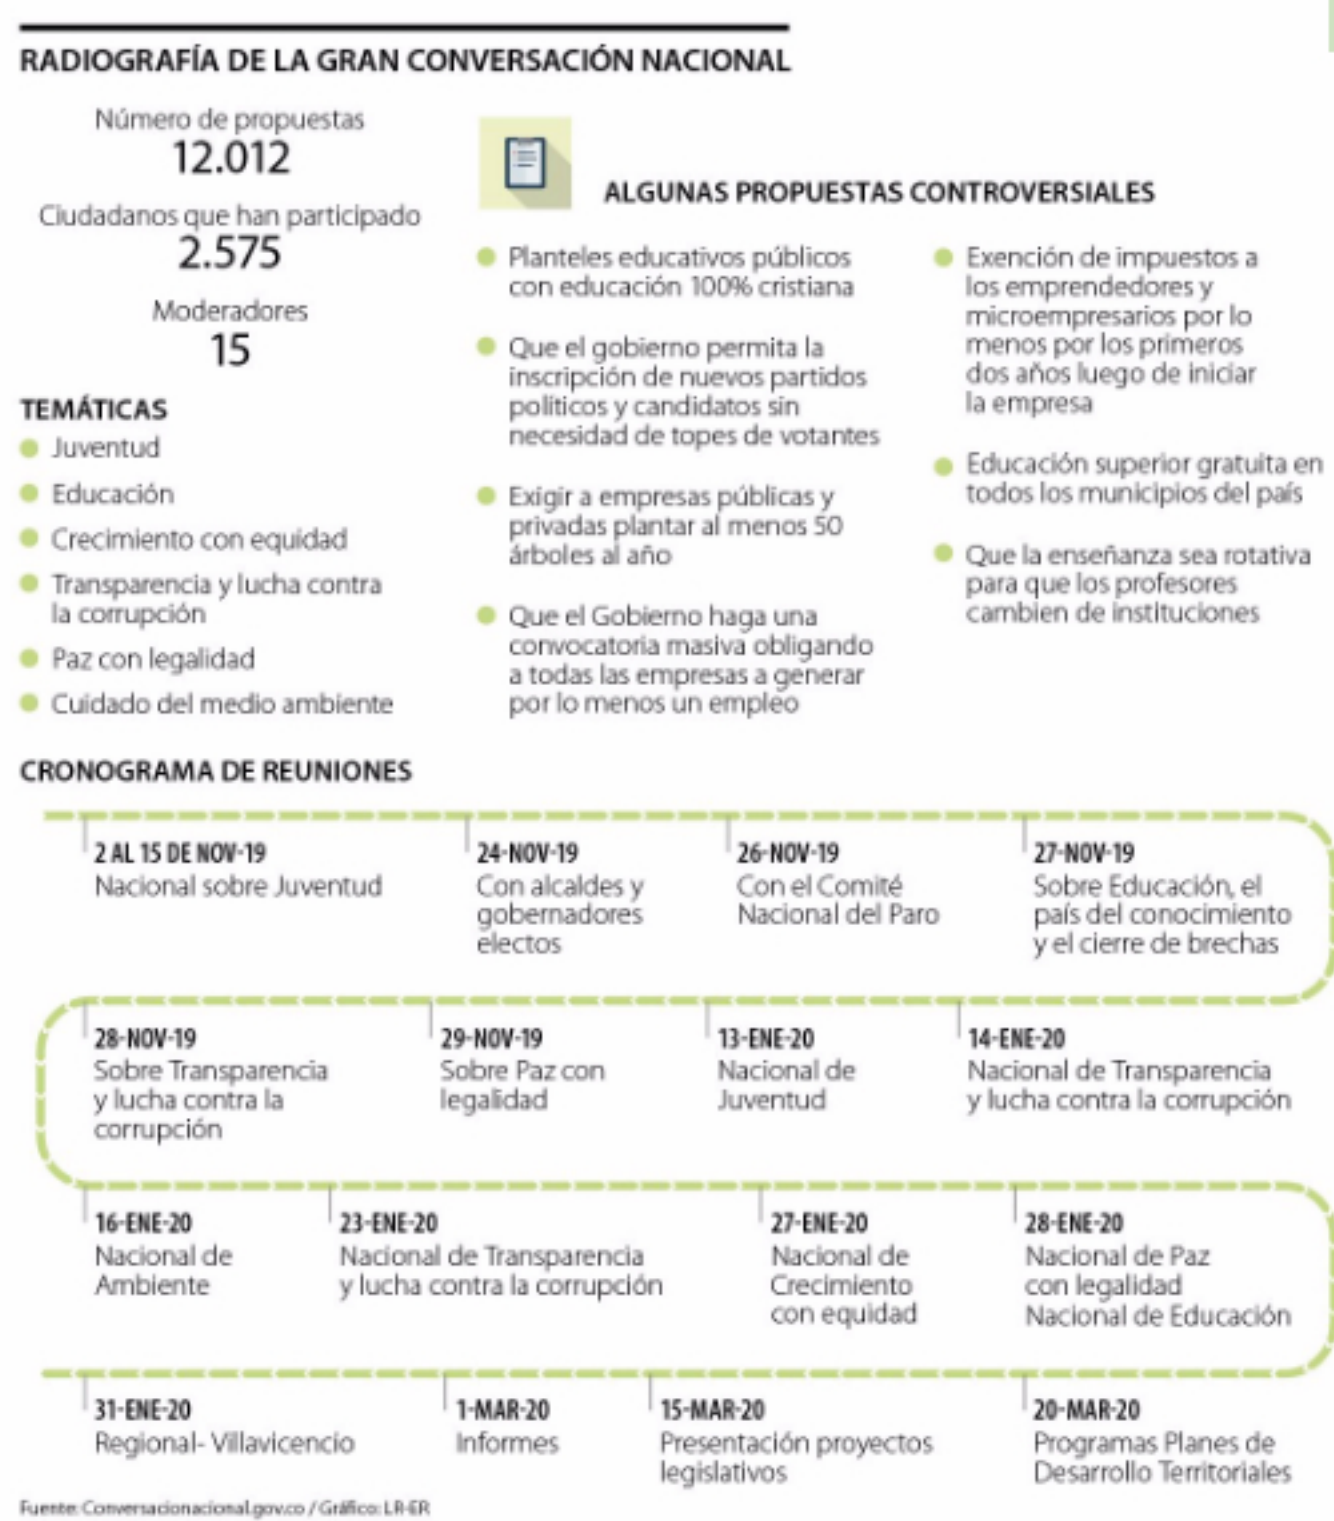 RADIOGRAFÍA DE LA GRAN CONVERSACIÓN NACIONAL
Número de propuestas
12.012
Ciudadanos que han participado
2.575
Moderadores
15
TEMÁTICAS
Juventud
Educación
Crecimiento con equidad
Transparencia y lucha contra
la corrupción
Paz con legalidad
Cuidado del medio ambiente
ALGUNAS PROPUESTAS CONTROVERSIALES
Planteles educativos públicos
con educación 100% cristiana
Que el gobierno permita la
inscripción de nuevos partidos
políticos y candidatos sin
necesidad de topes de votantes
Exigir a empresas públicas y
privadas plantar al menos 50
árboles al año
Que el Gobierno haga una
convocatoria masiva obligando
a todas las empresas a generar
por lo menos un empleo
Exención de impuestos a
los emprendedores y
microempresarios por lo
menos por los primeros
dos años luego de iniciar
la empresa
Educación superior gratuita en
todos los municipios del país
Que la enseñanza sea rotativa
para que los profesores
cambien de instituciones
CRONOGRAMA DE REUNIONES
2 AL 15 DE NOV-19
Nacional sobre Juventud
24-NOV-19
Con alcaldes y
gobernadores
electos
26-NOV-19
Con el Comité
Nacional del Paro
27-NOV-19
Sobre Educación, el
país del conocimiento
y el cierre de brechas
28-NOV-19
Sobre Transparencia
y lucha contra la
corrupción
29-NOV-19
Sobre Paz con
legalidad
13-ENE-20
Nacional de
Juventud
14-ENE-20
Nacional de Transparencia
y lucha contra la corrupción
16-ENE-20
Nacional de
Ambiente
23-ENE-20
Nacional de Transparencia
y lucha contra la corrupción
27-ENE-20
Nacional de
Crecimiento
con equidad
28-ENE-20
Nacional de Paz
con legalidad
Nacional de Educación
31-ENE-20
Regional- Villavicencio
1-MAR-20
Informes
15-MAR-20
Presentación proyectos
legislativos
20-MAR-20
Programas Planes de
Desarrollo Territoriales
Fuente: Conversacionacional.gov.co / Gráfico: LR-ER